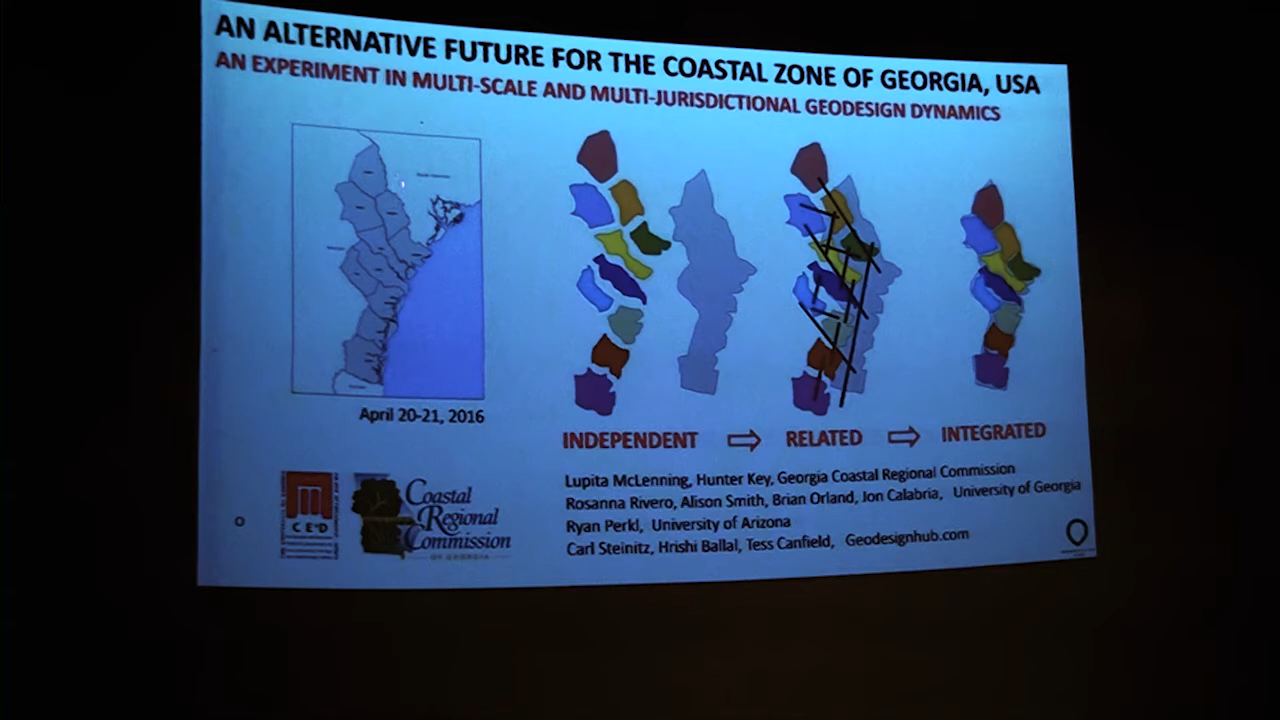 AN ALTERNATIVE FUTURE FOR THE COASTAL ZONE OF GEORGIA, USA
AN EXPERIMENT IN MULTI-SCALE AND MULTI-JURISDICTIONAL GEODESIGN DYNAMICS
April 20-21, 2016
INDEPENDENT ⇨ RELATED ⇨ INTEGRATED
Lupita McLenning, Hunter Key, Georgia Coastal Regional Commission
Rosanna Rivero, Alison Smith, Brian Orland, Jon Calabria, University of Georgia
Ryan Perkl, University of Arizona
Carl Steinitz, Hrishi Ballal, Tess Canfield, Geodesignhub.com
CE+D
Coastal
Regional
Commission
OF GEORGIA